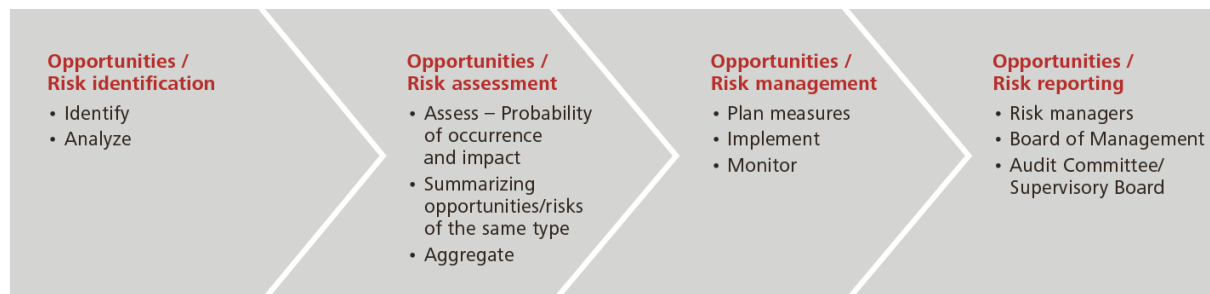 Opportunities /
Risk identification
• Identify
• Analyze
Opportunities /
Risk assessment
• Assess – Probability
of occurrence
and impact
• Summarizing
opportunities/risks
of the same type
• Aggregate
Opportunities /
Risk management
• Plan measures
• Implement
• Monitor
Opportunities /
Risk reporting
• Risk managers
• Board of Management
• Audit Committee/
Supervisory Board